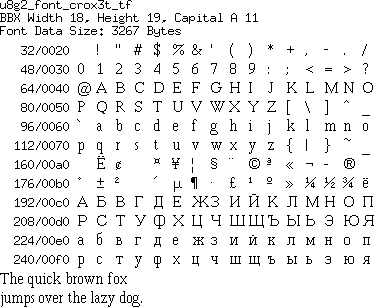 u8g2_font_crox3t_tf
BBX Width 18, Height 19, Capital A 11
Font Data Size: 3267 Bytes
32/0020 ! " # $ % & ' ( ) * + , - . /
48/0030 0 1 2 3 4 5 6 7 8 9 : ; < = > ?
64/0040 @ A B C D E F G H I J K L M N O
80/0050 P Q R S T U V W X Y Z [ \ ] ^ _
96/0060 ` a b c d e f g h i j k l m n o
112/0070 p q r s t u v w x y z { | } ~
160/00a0 Ё ¢ ¤ ¥ ¦ § ¨ © ª « ¬ - ®
176/00b0 ° ± ² ´ µ ¶ · £ ¹ º » ¼ ½ ¾ ё
192/00c0 А Б В Г Д Е Ж З И Й К Л М Н О П
208/00d0 Р С Т У Ф Х Ц Ч Ш Щ Ъ Ы Ь Э Ю Я
224/00e0 а б в г д е ж з и й к л м н о п
240/00f0 р с т у ф х ц ч ш щ ъ ы ь э ю я
The quick brown fox
jumps over the lazy dog.